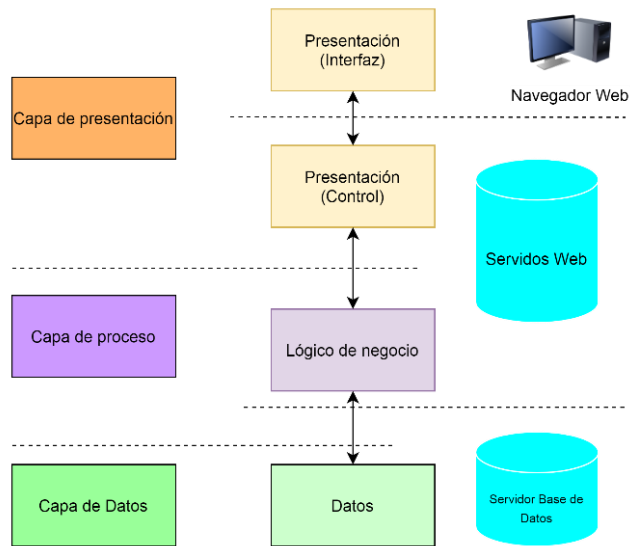 Presentación
(Interfaz)
Navegador Web
Capa de presentación
Presentación
(Control)
Servidos Web
Capa de proceso
Lógico de negocio
Capa de Datos
Datos
Servidor Base de
Datos